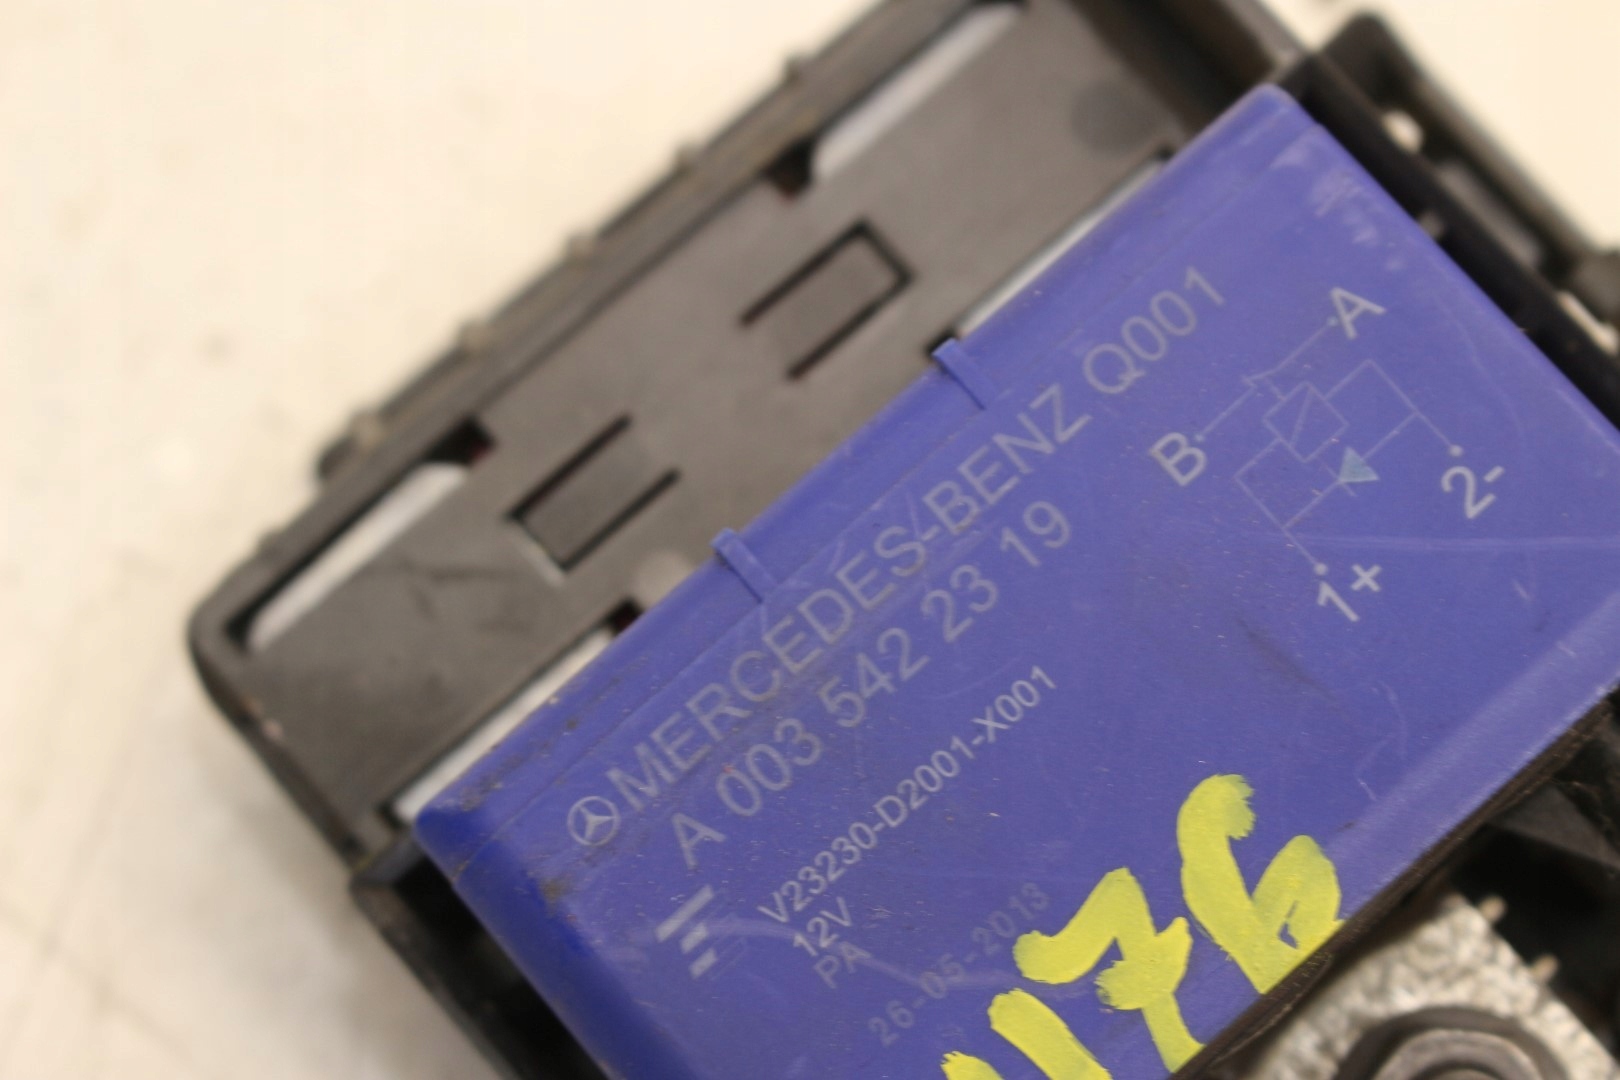 MERCEDES-BENZ Q001
A 003 542 23 19
V23230-D2001-X001
12V
PA
26-05-2013
A
B
2-
1+
176